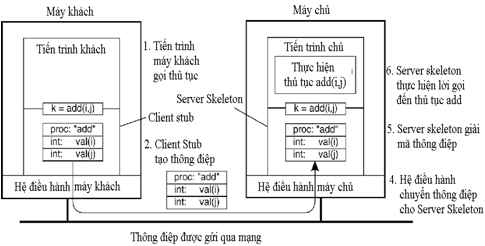 Máy khách
Tiến trình khách
k = add(i,j)
proc: "add"
int: val(i)
int: val(j)
Hệ điều hành máy khách
1. Tiến trình
máy khách
gọi thủ tục
Client stub
2. Client Stub
tạo thông điệp
proc: "add"
int: val(i)
int: val(j)
Server Skeleton
Máy chủ
Tiến trình chủ
Thực hiện
thủ tục add(i,j)
k = add(i,j)
proc: "add"
int: val(i)
int: val(j)
Hệ điều hành máy chủ
6. Server skeleton
thực hiện lời gọi
đến thủ tục add
5. Server skeleton giải
mã thông điệp
4. Hệ điều hành
chuyển thông điệp
cho Server Skeleton
Thông điệp được gửi qua mạng